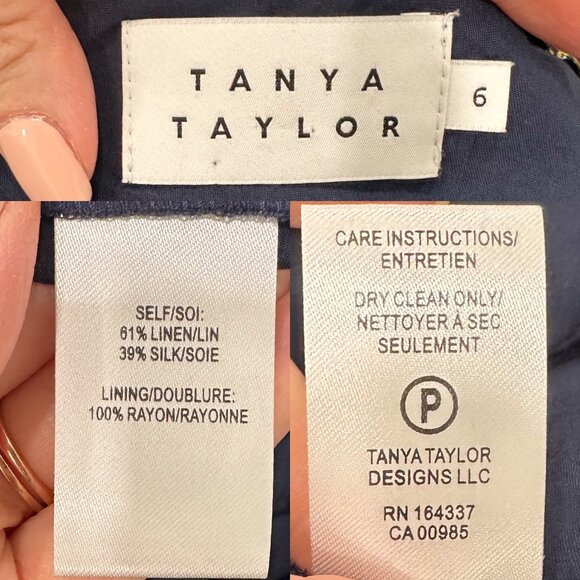 TANYA
TAYLOR
6
SELF/SOI:
61% LINEN/LIN
39% SILK/SOIE
LINING/DOUBLURE:
100% RAYON/RAYONNE
CARE INSTRUCTIONS/
ENTRETIEN
DRY CLEAN ONLY/
NETTOYER À SEC
SEULEMENT
P
TANYA TAYLOR
DESIGNS LLC
RN 164337
CA 00985